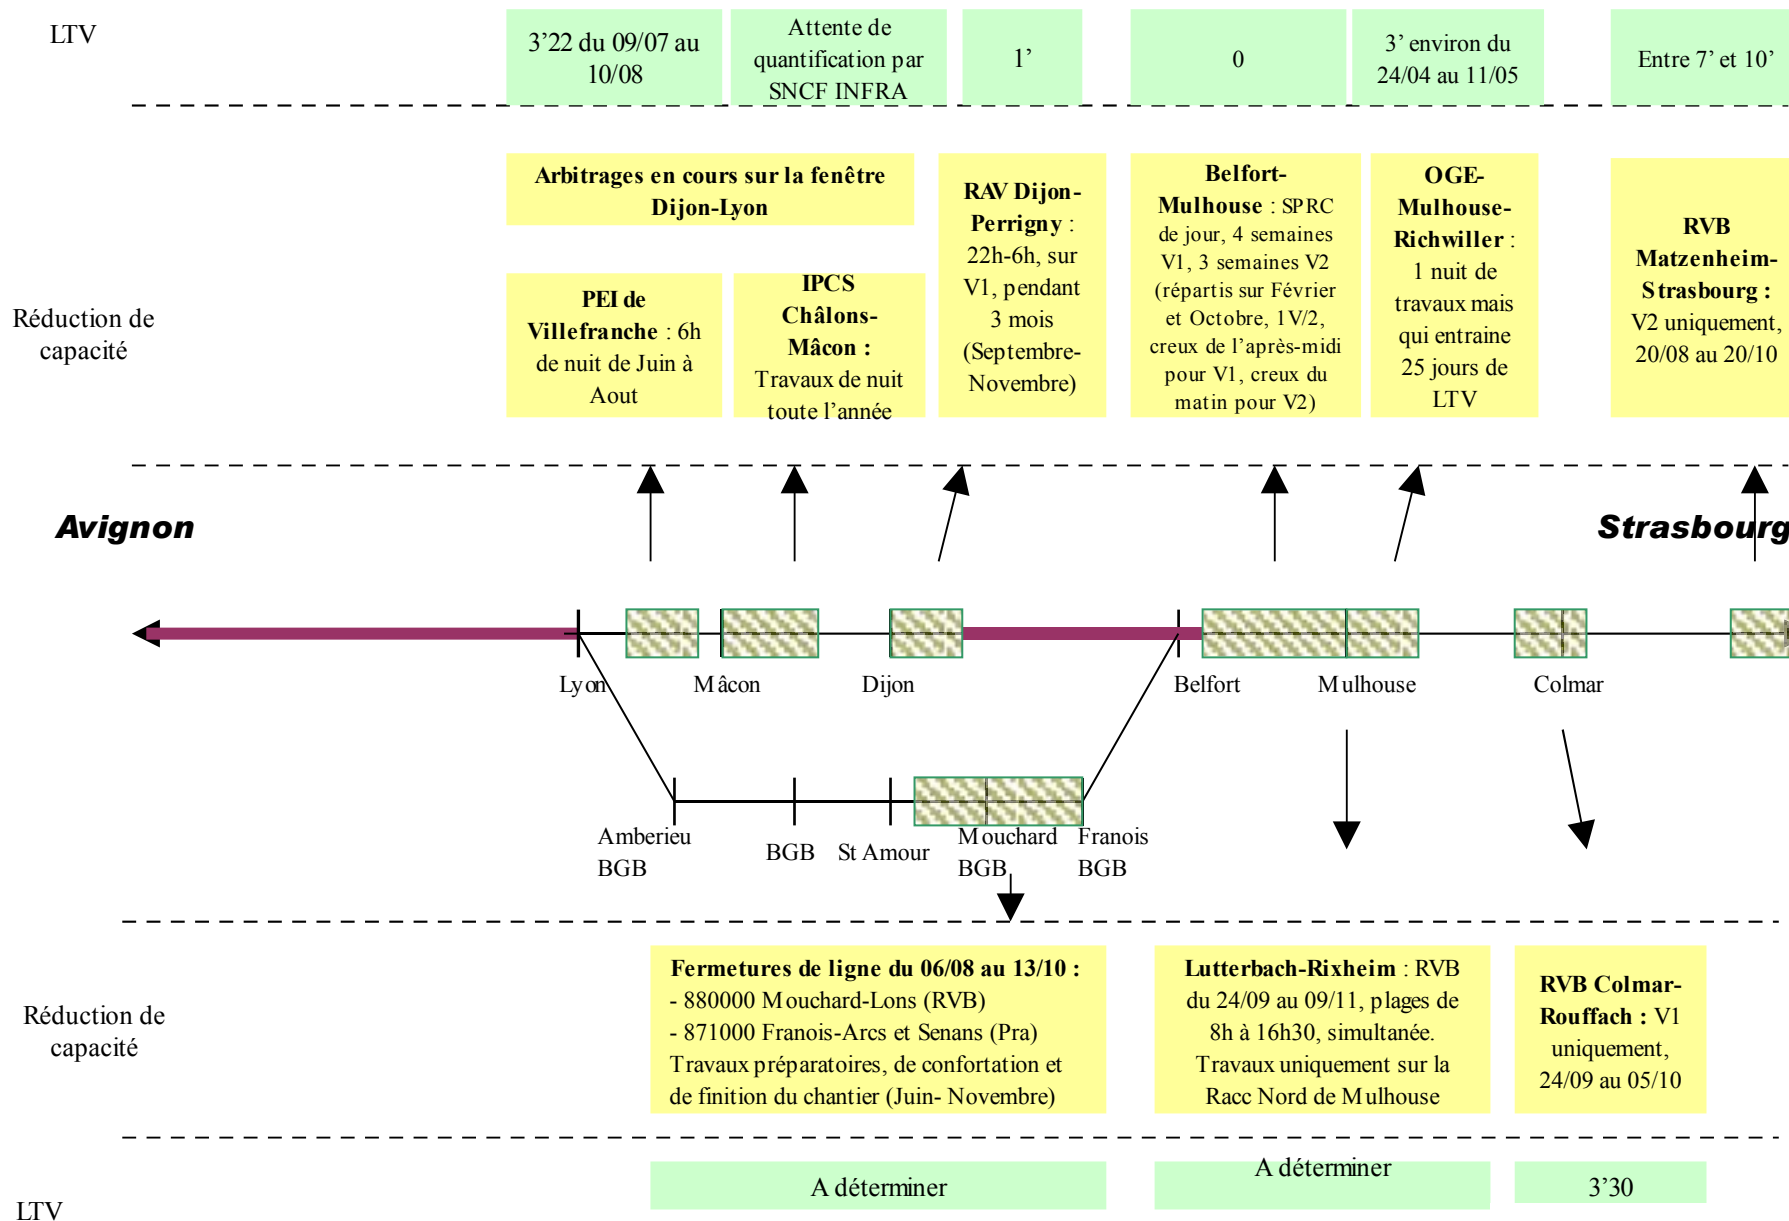 LTV
3’22 du 09/07 au
10/08
Attente de
quantification par
SNCF INFRA
1’
0
3’ environ du
24/04 au 11/05
Entre 7’ et 10’
Réduction de
capacité
Arbitrages en cours sur la fenêtre
Dijon-Lyon
PEI de
Villefranche : 6h
de nuit de Juin à
Aout
IPCS
Châlons-
Mâcon :
Travaux de nuit
toute l’année
RAV Dijon-
Perrigny :
22h-6h, sur
V1, pendant
3 mois
(Septembre-
Novembre)
Belfort-
Mulhouse : SPRC
de jour, 4 semaines
V1, 3 semaines V2
(répartis sur Février
et Octobre, 1V/2,
creux de l’après-midi
pour V1, creux du
matin pour V2)
OGE-
Mulhouse-
Richwiller :
1 nuit de
travaux mais
qui entraine
25 jours de
LTV
RVB
Matzenheim-
Strasbourg :
V2 uniquement,
20/08 au 20/10
Avignon
Strasbourg
Lyon
Mâcon
Dijon
Belfort
Mulhouse
Colmar
Amberieu
BGB
BGB
St Amour
Mouchard
BGB
Franois
BGB
Réduction de
capacité
Fermetures de ligne du 06/08 au 13/10 :
- 880000 Mouchard-Lons (RVB)
- 871000 Franois-Arcs et Senans (Pra)
Travaux préparatoires, de confortation et
de finition du chantier (Juin- Novembre)
Lutterbach-Rixheim : RVB
du 24/09 au 09/11, plages de
8h à 16h30, simultanée.
Travaux uniquement sur la
Racc Nord de Mulhouse
RVB Colmar-
Rouffach : V1
uniquement,
24/09 au 05/10
LTV
A déterminer
A déterminer
3’30